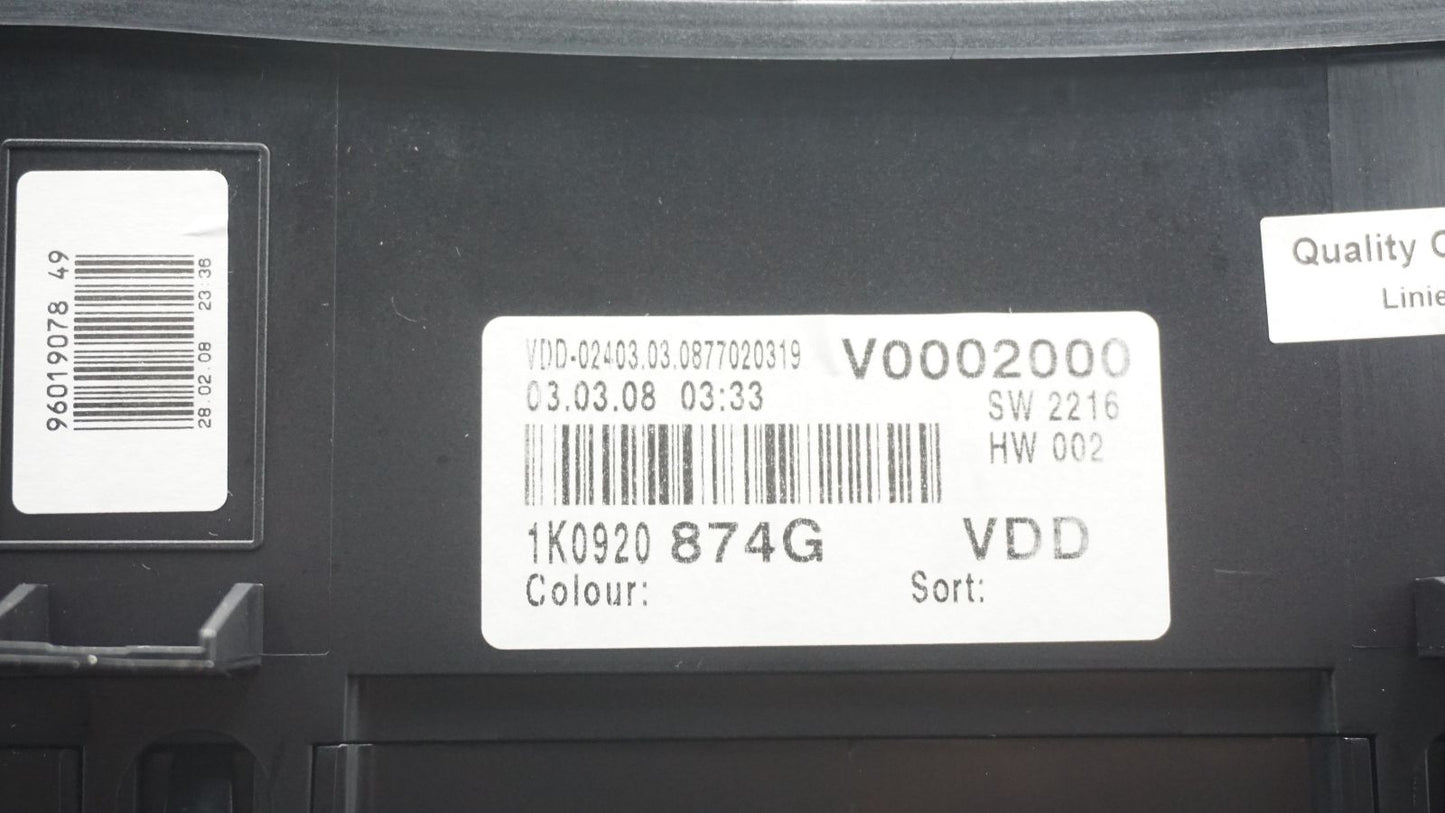 96019078 49
28.02.08 23:38
VDD-02403.03.0877020319
V0002000
03.03.08 03:33
SW 2216
HW 002
1K0920 874G
VDD
Colour:
Sort:
Quality
Linie